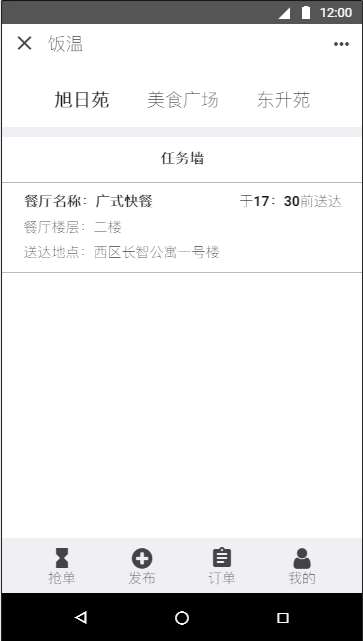 12:00
饭温
旭日苑 美食广场 东升苑
任务墙
餐厅名称：广式快餐 于17：30前送达
餐厅楼层：二楼
送达地点：西区长智公寓一号楼
抢单 发布 订单 我的